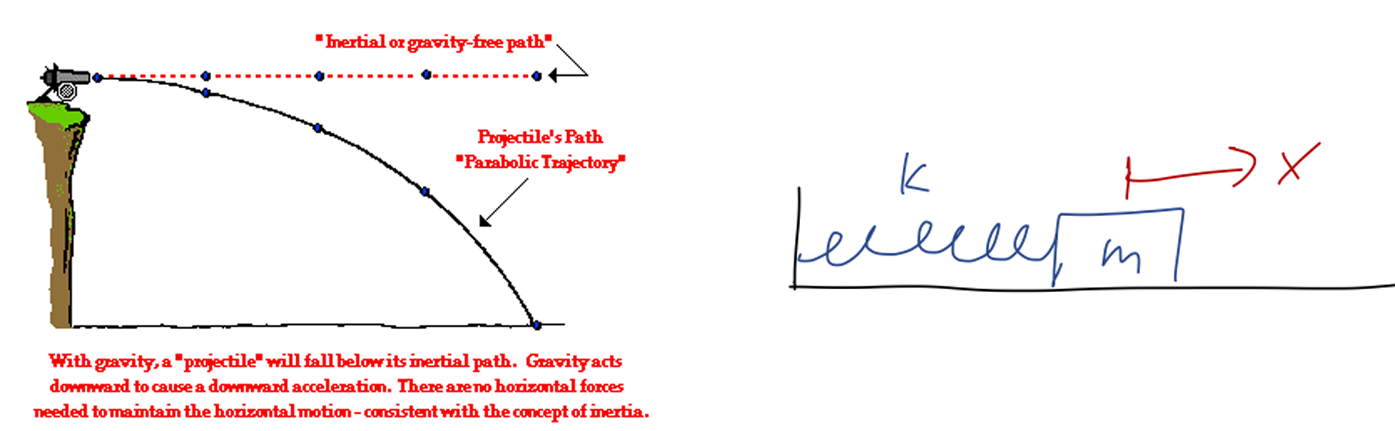 "Inertial or gravity-free path"
Projectile's Path
"Parabolic Trajectory"
With gravity, a "projectile" will fall below its inertial path. Gravity acts
downward to cause a downward acceleration. There are no horizontal forces
needed to maintain the horizontal motion - consistent with the concept of inertia.
K
X
m